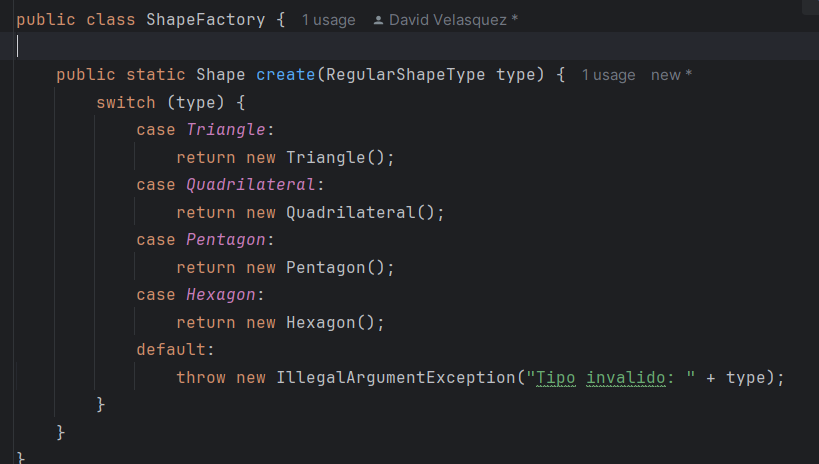 public class ShapeFactory {  1 usage  David Velasquez *
public static Shape create(RegularShapeType type) {  1 usage  new *
switch (type) {
case Triangle:
return new Triangle();
case Quadrilateral:
return new Quadrilateral();
case Pentagon:
return new Pentagon();
case Hexagon:
return new Hexagon();
default:
throw new IllegalArgumentException("Tipo invalido: " + type);
}
}
}